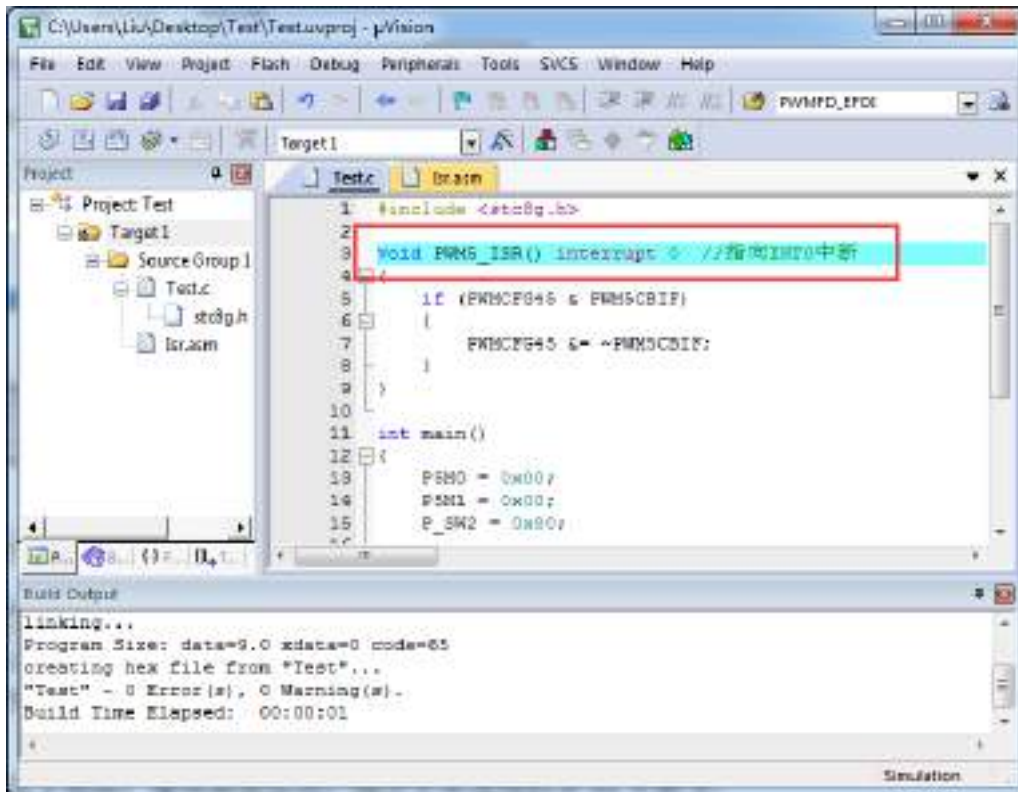 C:\Users\Liu\Desktop\Test\Test.uvproj - µVision
File Edit View Project Flash Debug Peripherals Tools SVCS Window Help
PWMFD_EFDI
Target 1
Project
Test.c Isr.asm
Project: Test
Target 1
Source Group 1
Test.c
stc8g.h
Isr.asm
1 #include <stc8g.h>
2
3 void PWM5_ISR() interrupt 0 //指向INT0中断
4 {
5 if (PWMCFG45 & PWM5CBIF)
6 {
7 PWMCFG45 &= ~PWM5CBIF;
8 }
9 }
10
11 int main()
12 {
13 P5M0 = 0x00;
14 P5M1 = 0x00;
15 P_SW2 = 0x80;
Build Output
linking...
Program Size: data=9.0 xdata=0 code=65
creating hex file from "Test"...
"Test" - 0 Error(s), 0 Warning(s).
Build Time Elapsed: 00:00:01
Simulation